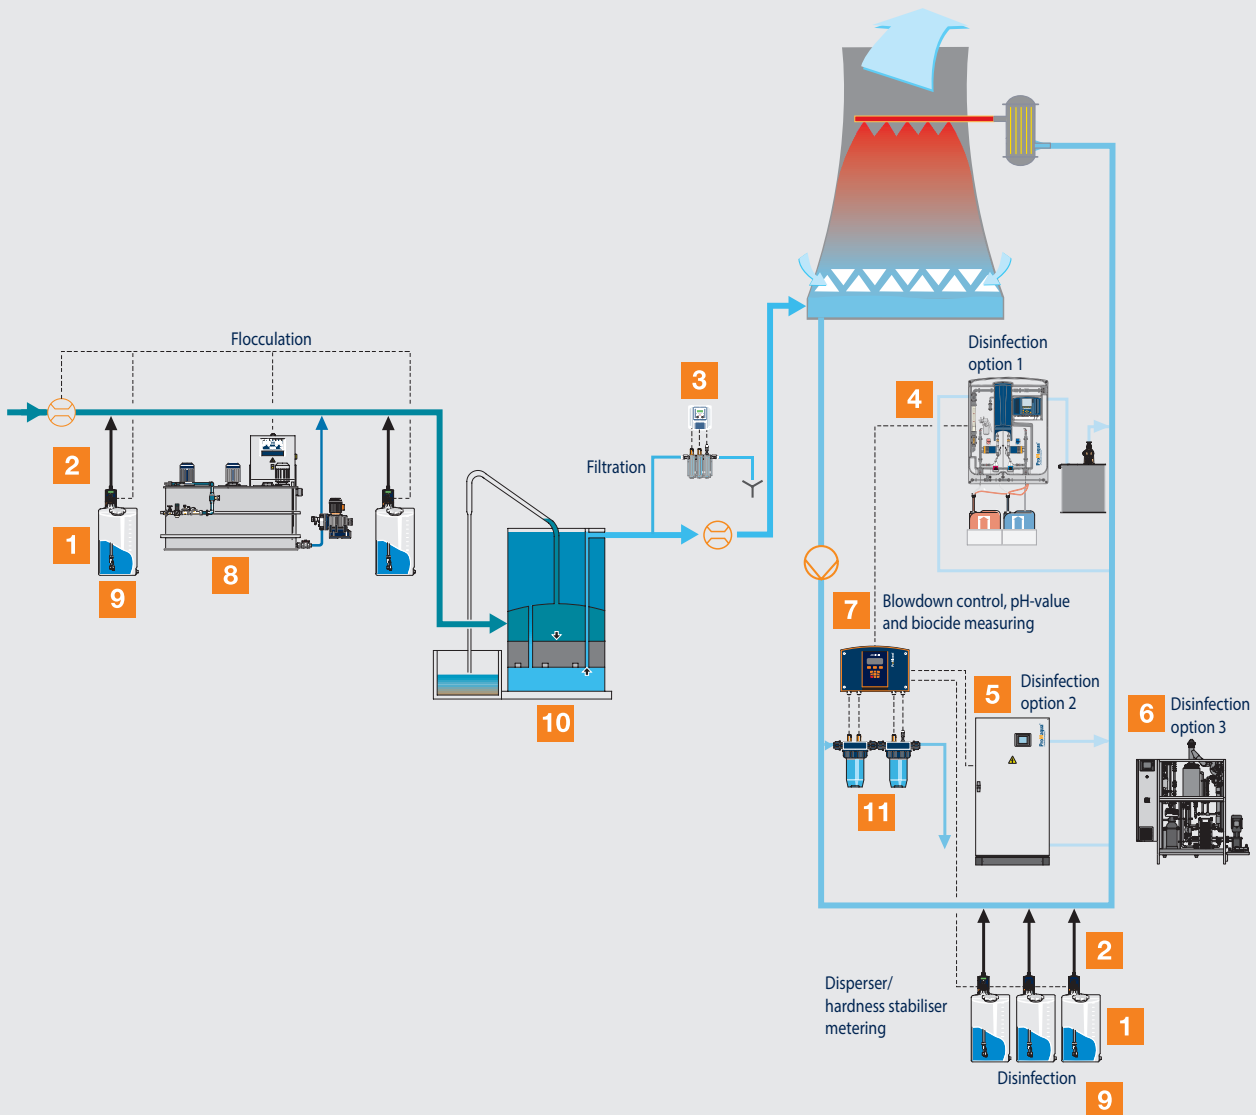 Flocculation
2
1
9
8
10
Filtration
3
Disinfection
option 1
4
7
Blowdown control, pH-value
and biocide measuring
5
Disinfection
option 2
6
Disinfection
option 3
11
2
Disperser/
hardness stabiliser
metering
1
Disinfection
9